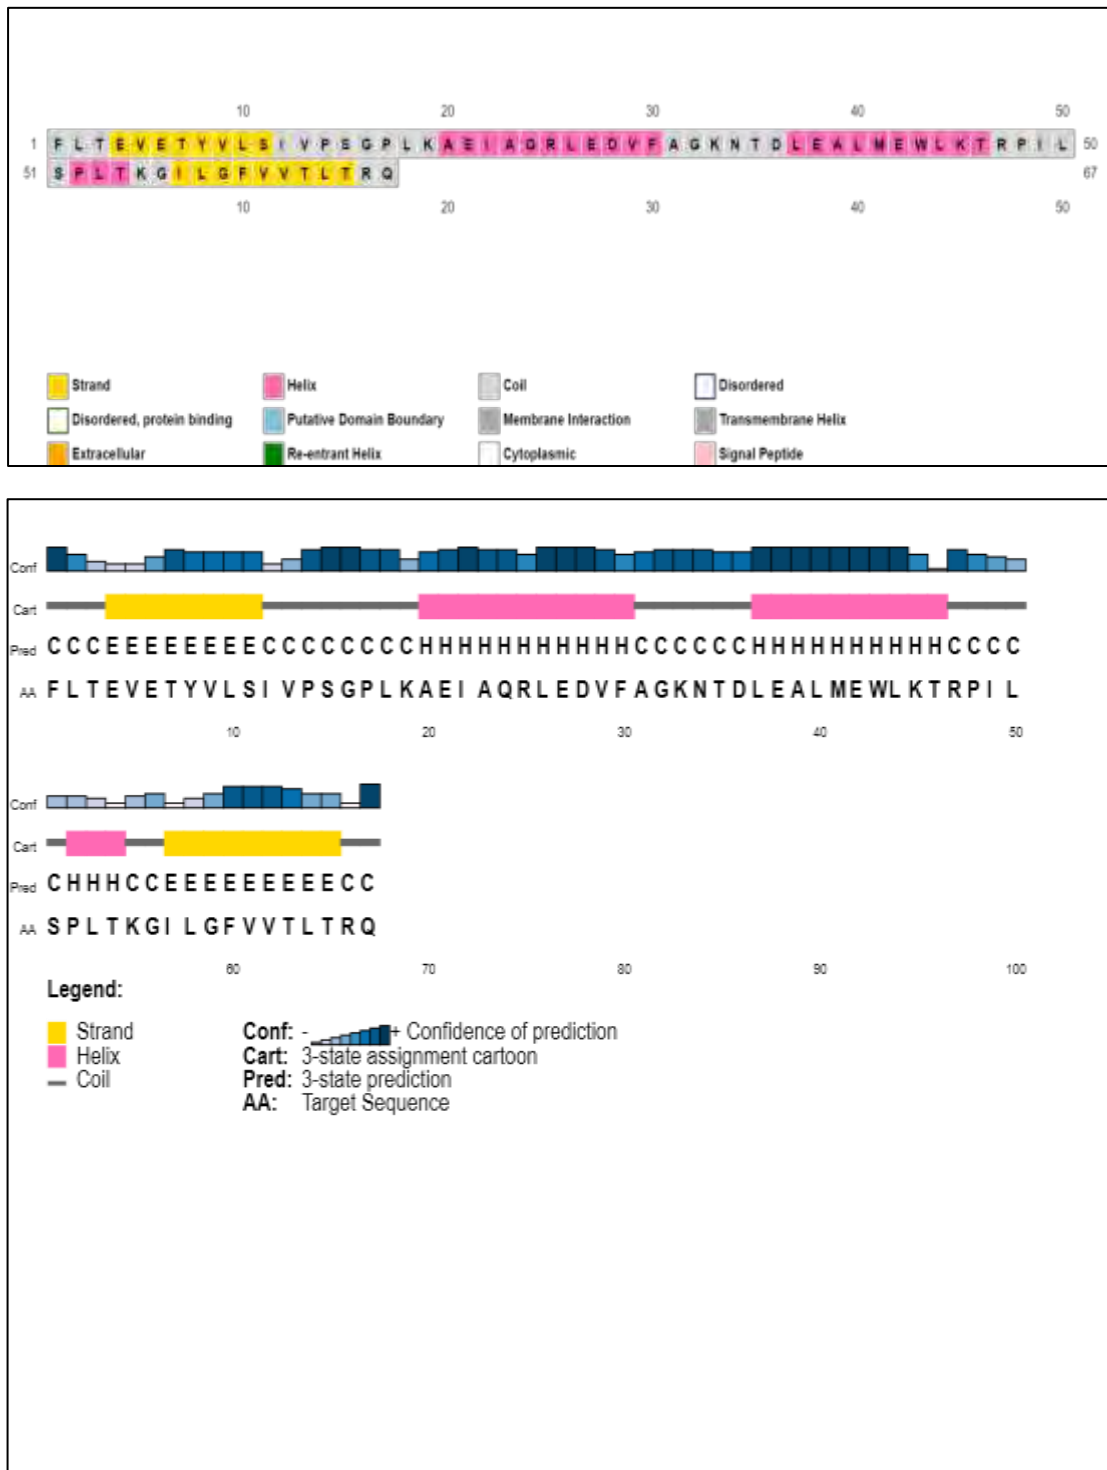 10 20 30 40 50
1 F L T E V E T Y V L S I V P S G P L K A E I A Q R L E D V F A G K N T D L E A L M E W L K T R P I L 50
51 S P L T K G I L G F V V T L T R Q 67
10 20 30 40 50
Strand Helix Coil Disordered
Disordered, protein binding Putative Domain Boundary Membrane Interaction Transmembrane Helix
Extracellular Re-entrant Helix Cytoplasmic Signal Peptide
Conf
Cart
Pred C C C E E E E E E E E C C C C C C C C H H H H H H H H H H H C C C C C C H H H H H H H H H H C C C C
AA F L T E V E T Y V L S I V P S G P L K A E I A Q R L E D V F A G K N T D L E A L M E W L K T R P I L
10 20 30 40 50
Conf
Cart
Pred C H H H C C E E E E E E E E E C C
AA S P L T K G I L G F V V T L T R Q
60 70 80 90 100
Legend:
Strand Conf: - + Confidence of prediction
Helix Cart: 3-state assignment cartoon
Coil Pred: 3-state prediction
AA: Target Sequence